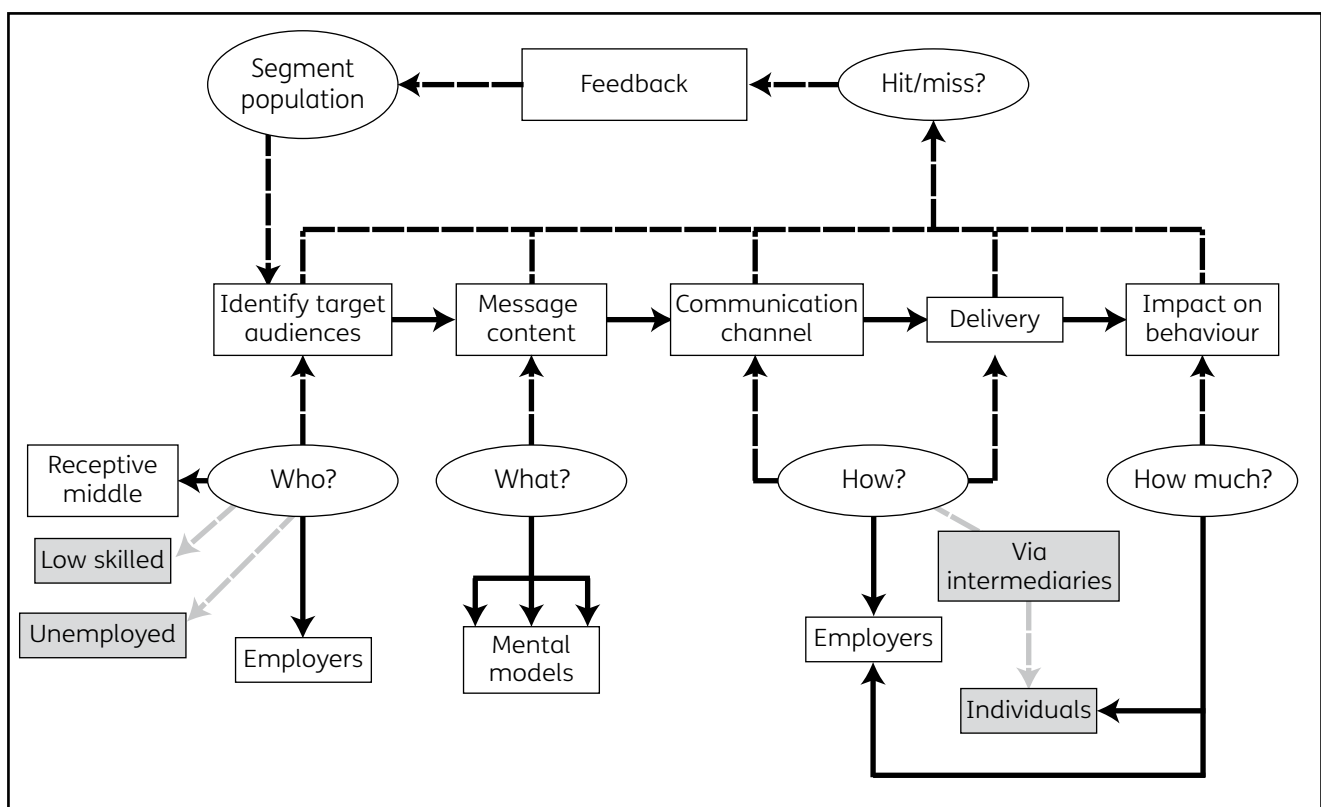 Segment
population
Feedback
Hit/miss?
Identify target
audiences
Message
content
Communication
channel
Delivery
Impact on
behaviour
Receptive
middle
Who?
What?
How?
How much?
Low skilled
Via
intermediaries
Unemployed
Employers
Mental
models
Employers
Individuals